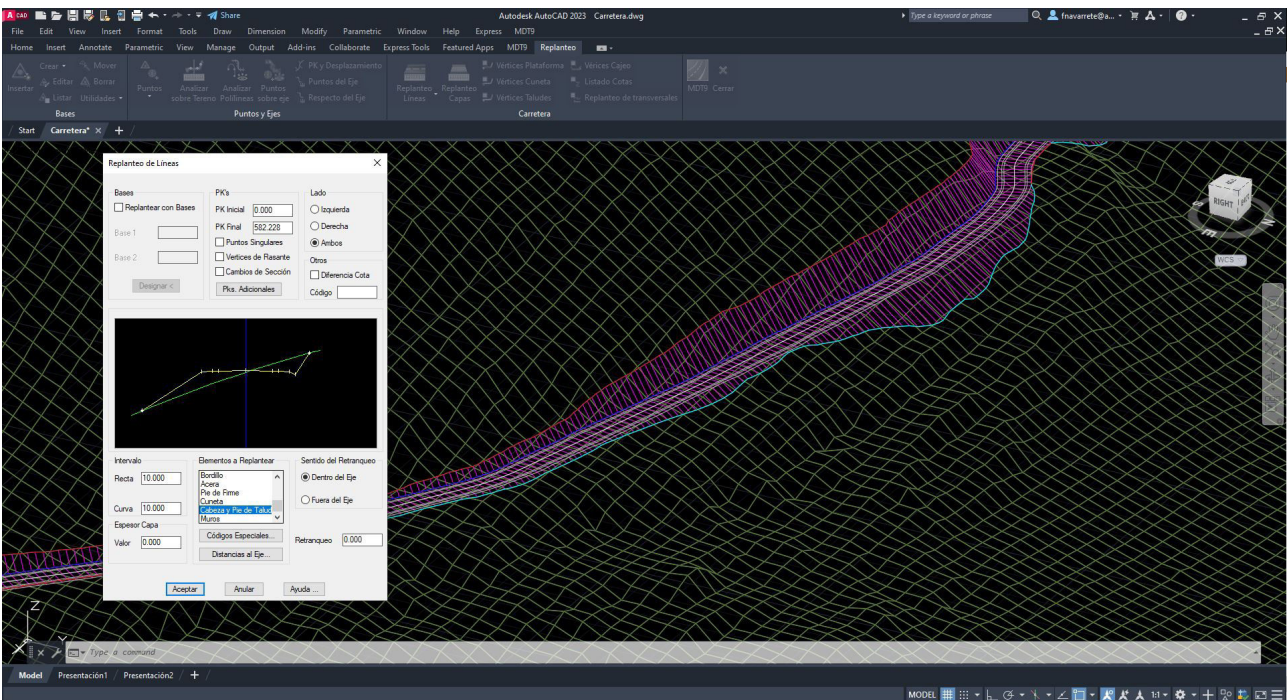 A CAD Share Autodesk AutoCAD 2023 Carretera.dwg Type a keyword or phrase fnavarrete@a...
File Edit View Insert Format Tools Draw Dimension Modify Parametric Window Help Express MDT9
Home Insert Annotate Parametric View Manage Output Add-ins Collaborate Express Tools Featured Apps MDT9 Replanteo
Crear Mover PK y Desplazamiento Vértices Plataforma Vérices Cajeo
Insertar Editar Borrar Puntos Analizar Analizar Puntos Puntos del Eje Replanteo Replanteo Vértices Cuneta Listado Cotas MDT9 Cerrar
Listar Utilidades sobre Terreno Polilíneas sobre eje Respecto del Eje Líneas Capas Vértices Taludes Replanteo de transversales
Bases Puntos y Ejes Carretera
Start Carretera*
Replanteo de Líneas
Bases
Replantear con Bases
Base 1
Base 2
Designar <
PK's
PK Inicial 0.000
PK Final 582.228
Puntos Singulares
Vertices de Rasante
Cambios de Sección
Pks. Adicionales
Lado
Izquierda
Derecha
Ambos
Otros
Diferencia Cota
Código
Intervalo
Recta 10.000
Curva 10.000
Espesor Capa
Valor 0.000
Elementos a Replantear
Bordillo
Acera
Pie de Firme
Cuneta
Cabeza y Pie de Talud
Muros
Códigos Especiales...
Distancias al Eje...
Sentido del Retranqueo
Dentro del Eje
Fuera del Eje
Retranqueo 0.000
Aceptar Anular Ayuda ...
RIGHT
WCS
Z
Y
X
Type a command
Model Presentación1 Presentación2
MODEL 1:1